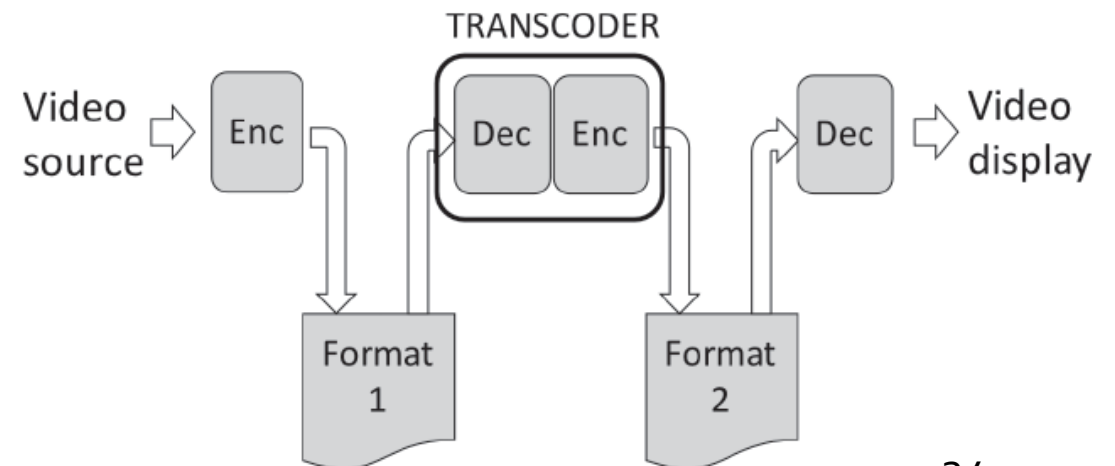 TRANSCODER
Video
source
Enc
Dec
Enc
Dec
Video
display
Format
1
Format
2